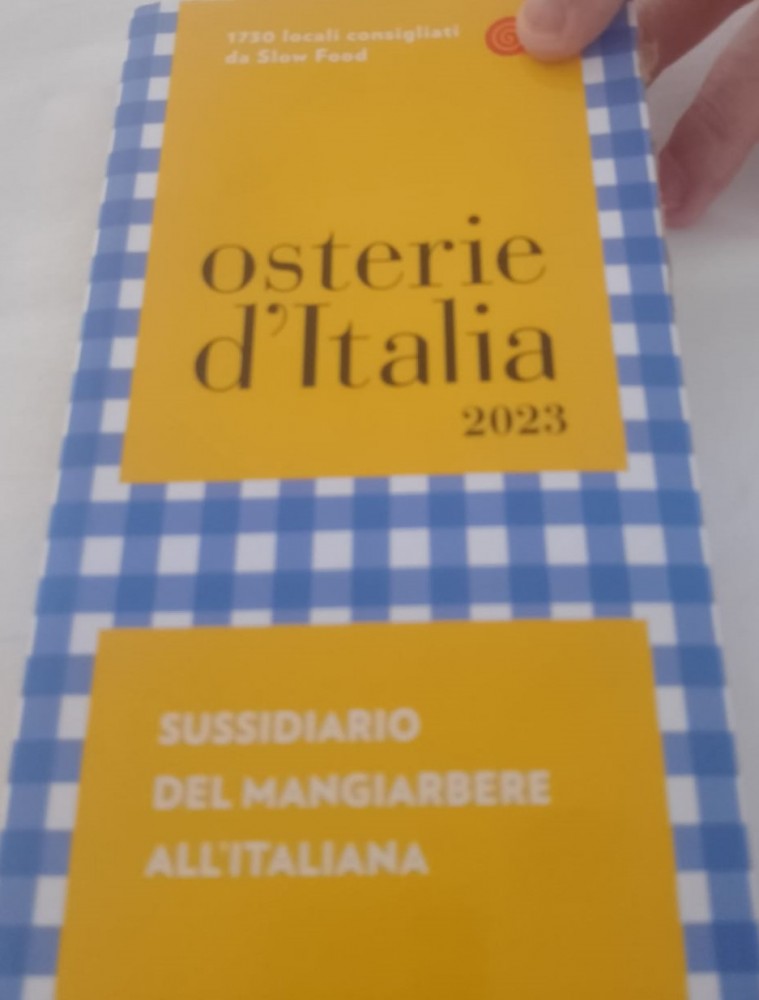 1730 locali consigliati
da Slow Food
osterie
d'Italia
2023
SUSSIDIARIO
DEL MANGIARBERE
ALL'ITALIANA